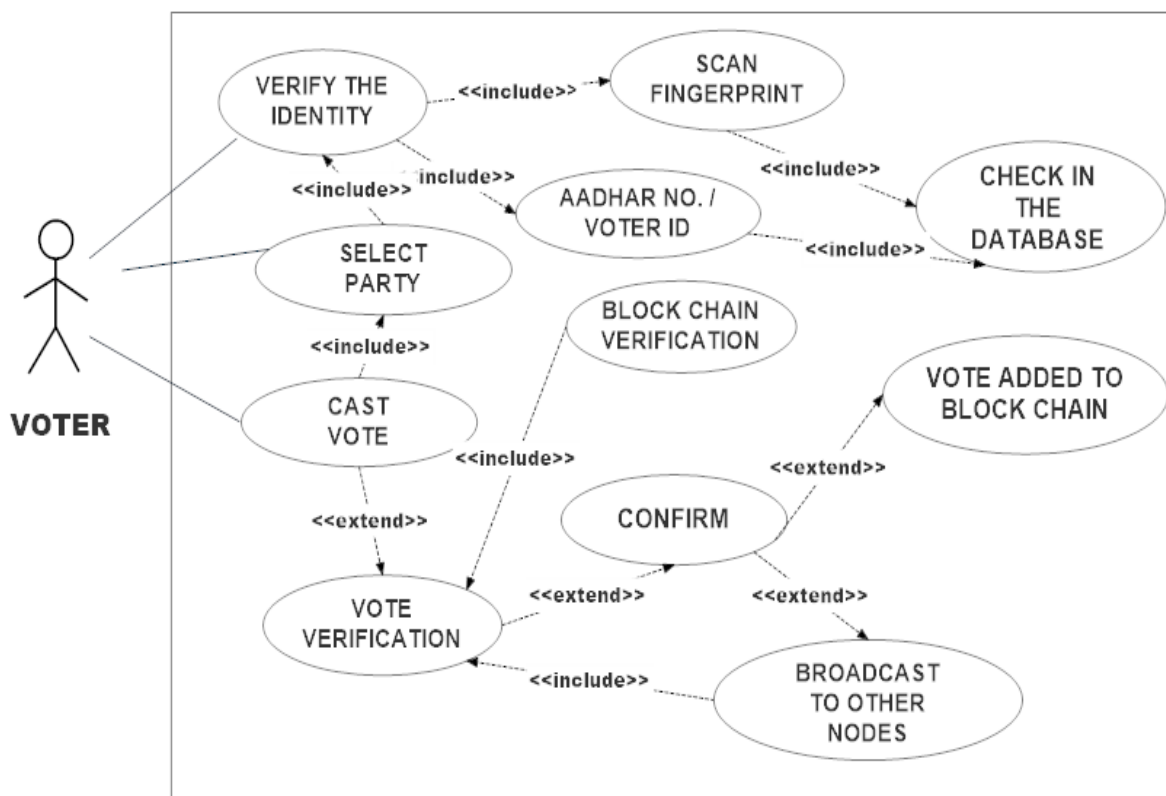 VERIFY THE
IDENTITY
<<include>>
SCAN
FINGERPRINT
<<include>>
<<include>>
include>>
AADHAR NO. /
VOTER ID
CHECK IN
THE
DATABASE
<<include>>
SELECT
PARTY
BLOCK CHAIN
VERIFICATION
<<include>>
VOTER
CAST
VOTE
VOTE ADDED TO
BLOCK CHAIN
<<include>>
<<extend>>
<<extend>>
CONFIRM
<<extend>>
<<extend>>
VOTE
VERIFICATION
<<include>>
BROADCAST
TO OTHER
NODES